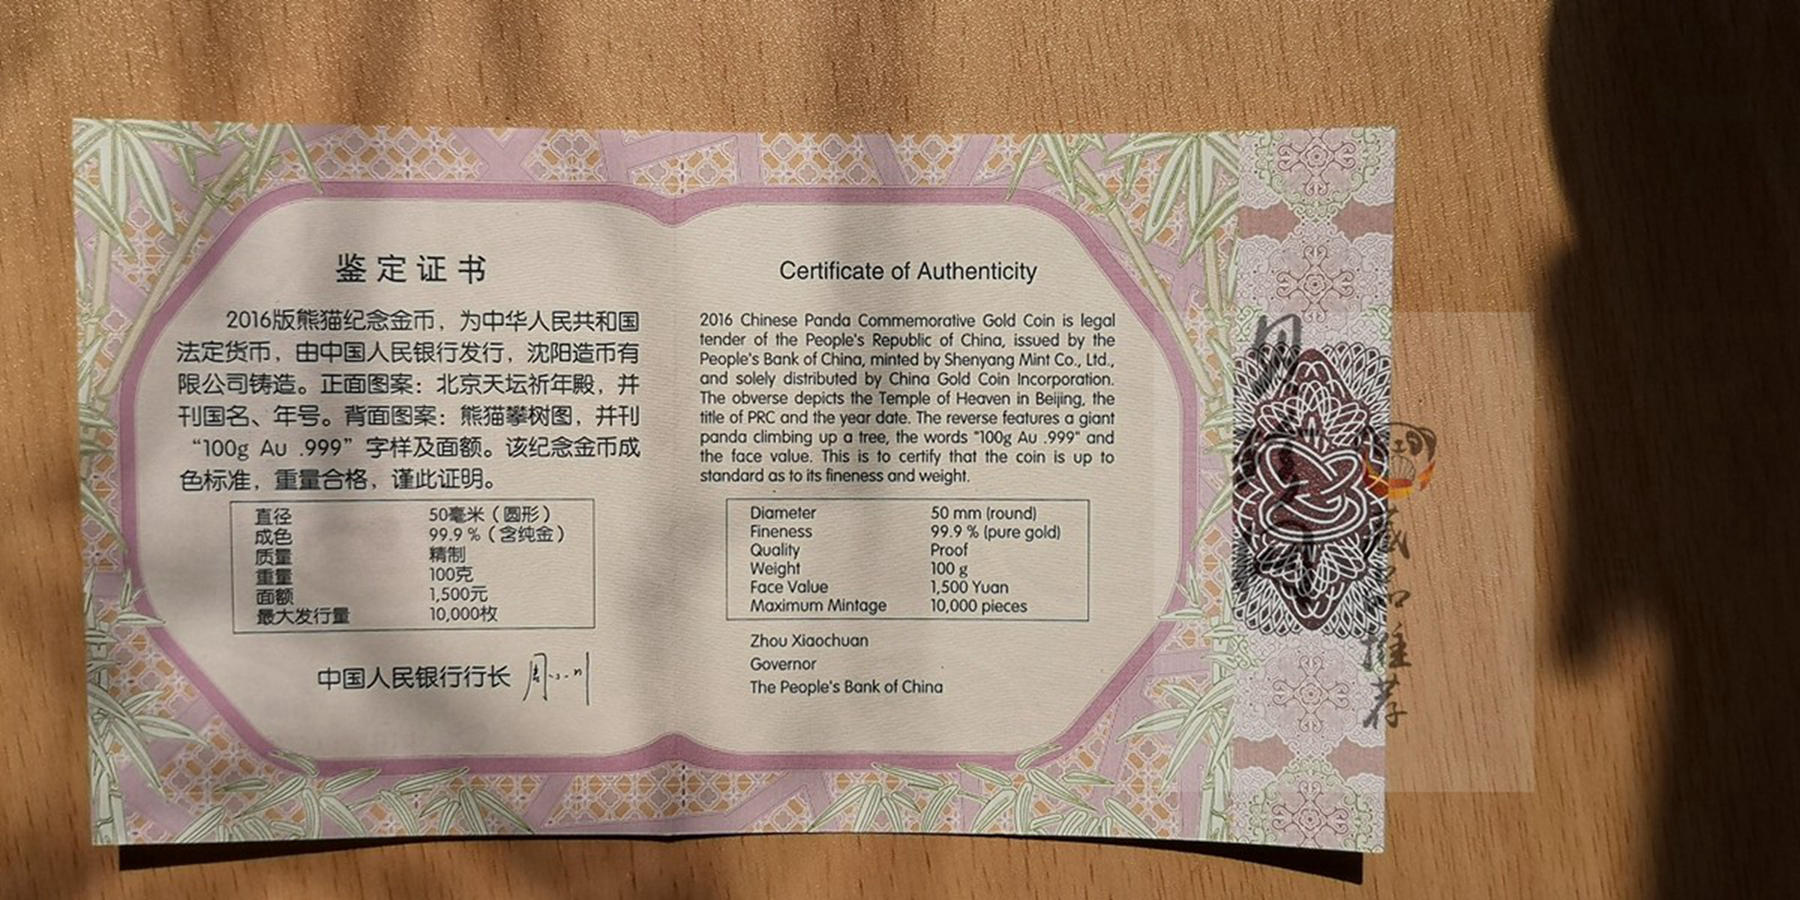 鉴定证书
2016版熊猫纪念金币，为中华人民共和国
法定货币，由中国人民银行发行，沈阳造币有
限公司铸造。正面图案：北京天坛祈年殿，并
刊国名、年号。背面图案：熊猫攀树图，并刊
“100g Au .999”字样及面额。该纪念金币成
色标准，重量合格，谨此证明。
直径 50毫米（圆形）
成色 99.9%（含纯金）
质量 精制
重量 100克
面额 1,500元
最大发行量 10,000枚
中国人民银行行长
Certificate of Authenticity
2016 Chinese Panda Commemorative Gold Coin is legal
tender of the People's Republic of China, issued by the
People's Bank of China, minted by Shenyang Mint Co., Ltd.,
and solely distributed by China Gold Coin Incorporation.
The obverse depicts the Temple of Heaven in Beijing, the
title of PRC and the year date. The reverse features a giant
panda climbing up a tree, the words "100g Au .999" and
the face value. This is to certify that the coin is up to
standard as to its fineness and weight.
Diameter 50 mm (round)
Fineness 99.9 % (pure gold)
Quality Proof
Weight 100 g
Face Value 1,500 Yuan
Maximum Mintage 10,000 pieces
Zhou Xiaochuan
Governor
The People's Bank of China
藏品推荐